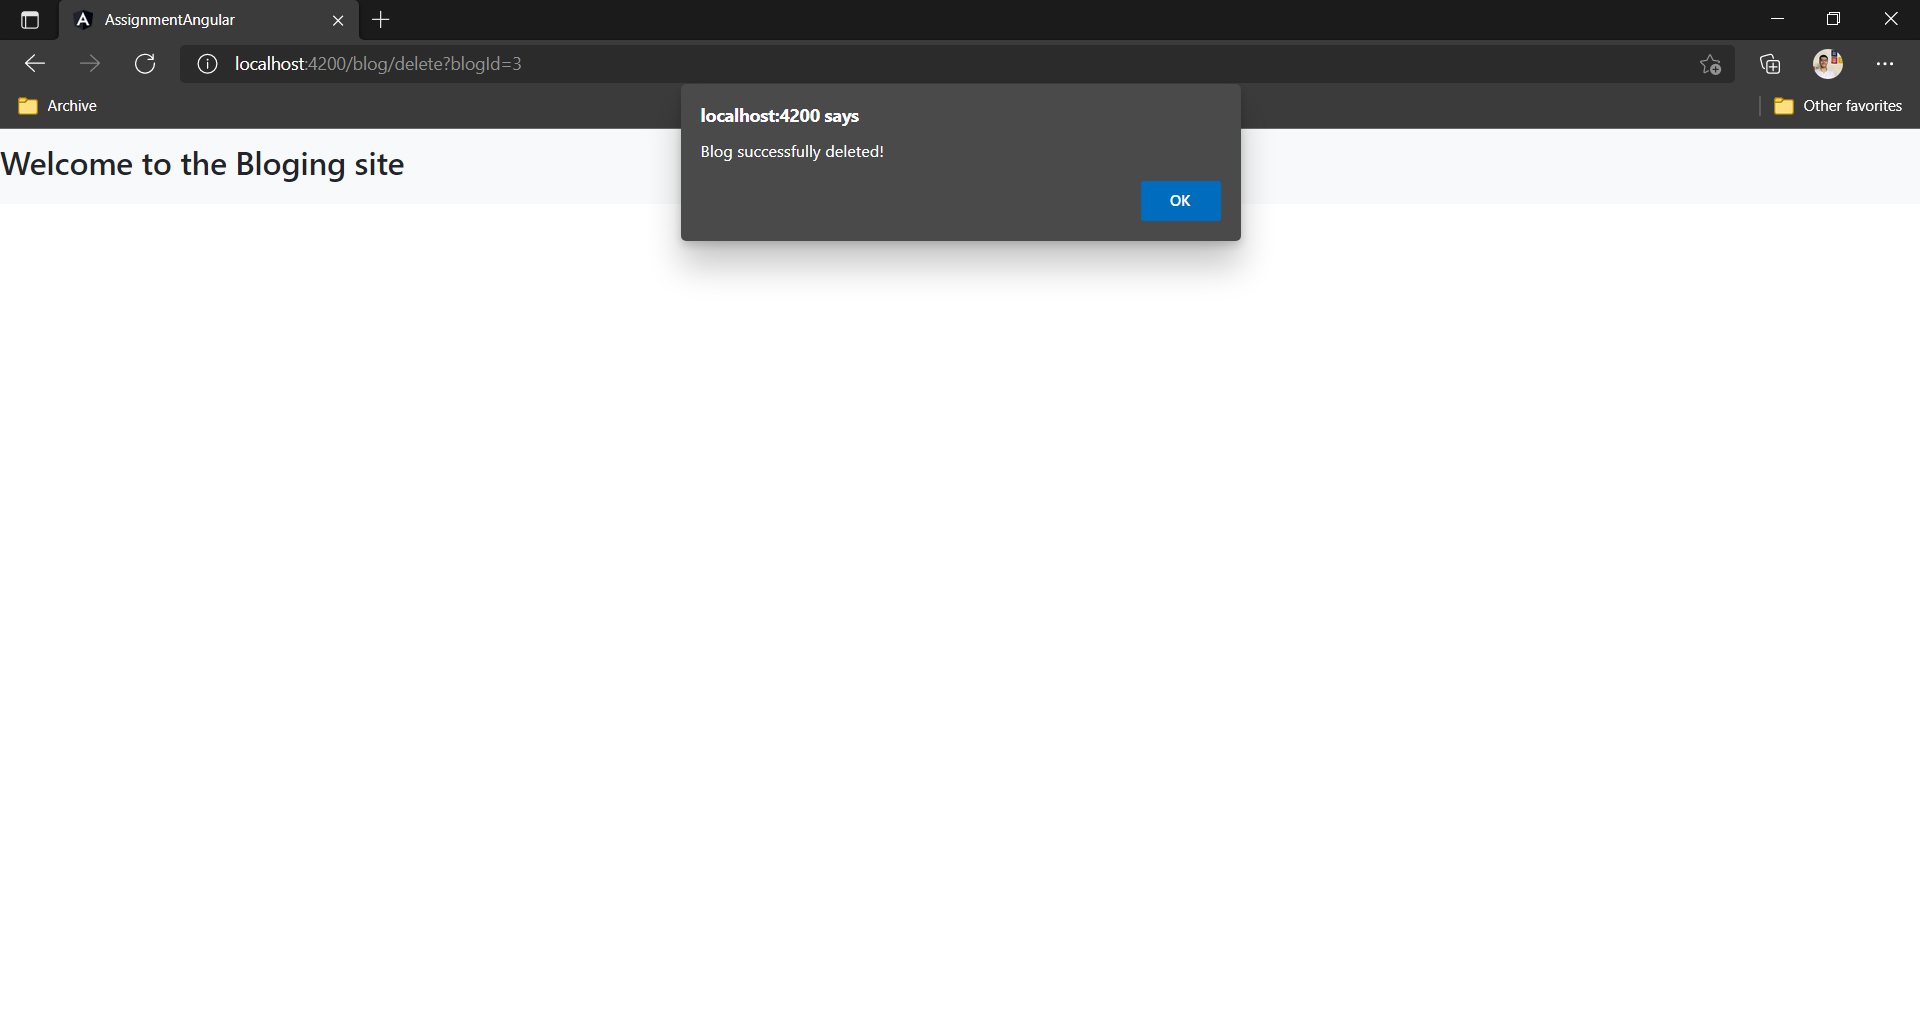 AssignmentAngular
localhost:4200/blog/delete?blogId=3
Archive
Other favorites
localhost:4200 says
Blog successfully deleted!
OK
Welcome to the Bloging site